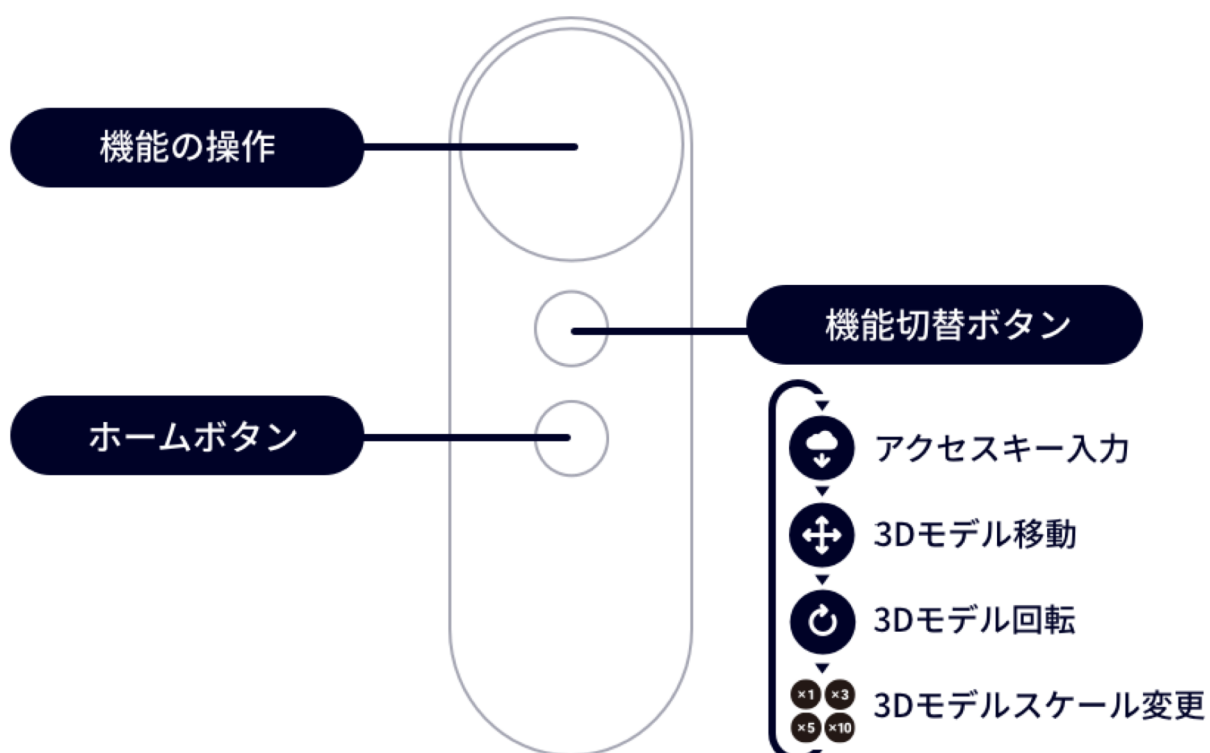 機能の操作
機能切替ボタン
ホームボタン
アクセスキー入力
3Dモデル移動
3Dモデル回転
×1 ×3
×5 ×10
3Dモデルスケール変更